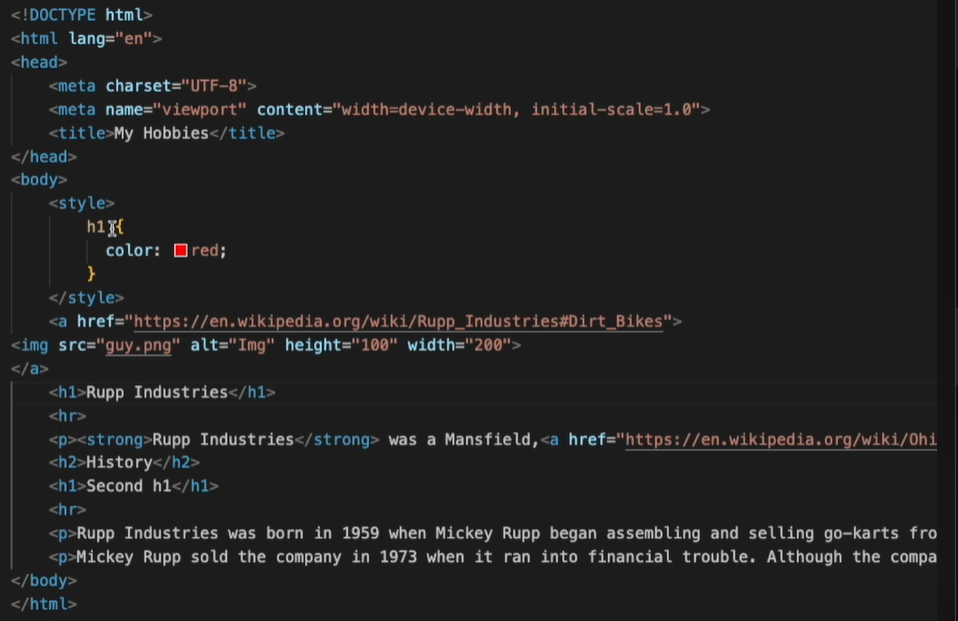 <!DOCTYPE html>
<html lang="en">
<head>
    <meta charset="UTF-8">
    <meta name="viewport" content="width=device-width, initial-scale=1.0">
    <title>My Hobbies</title>
</head>
<body>
    <style>
        h1 {
          color: red;
        }
    </style>
    <a href="https://en.wikipedia.org/wiki/Rupp_Industries#Dirt_Bikes">
<img src="guy.png" alt="Img" height="100" width="200">
</a>
    <h1>Rupp Industries</h1>
    <hr>
    <p><strong>Rupp Industries</strong> was a Mansfield,<a href="https://en.wikipedia.org/wiki/Ohi
    <h2>History</h2>
    <h1>Second h1</h1>
    <hr>
    <p>Rupp Industries was born in 1959 when Mickey Rupp began assembling and selling go-karts fro
    <p>Mickey Rupp sold the company in 1973 when it ran into financial trouble. Although the compa
</body>
</html>